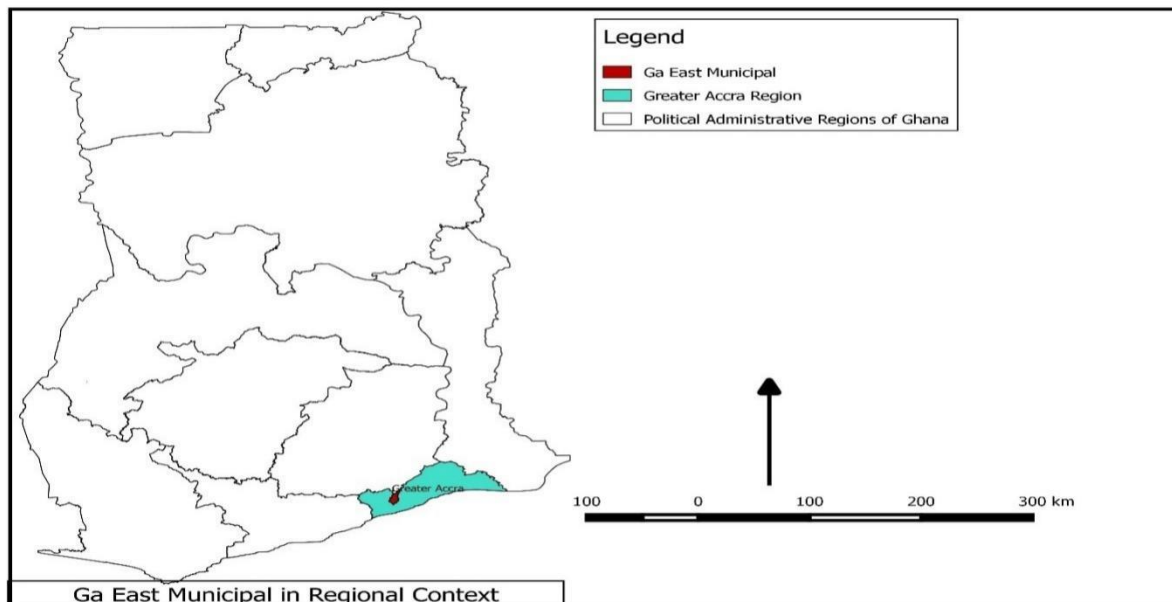 Legend
Ga East Municipal
Greater Accra Region
Political Administrative Regions of Ghana
Greater Accra
100 0 100 200 300 km
Ga East Municipal in Regional Context